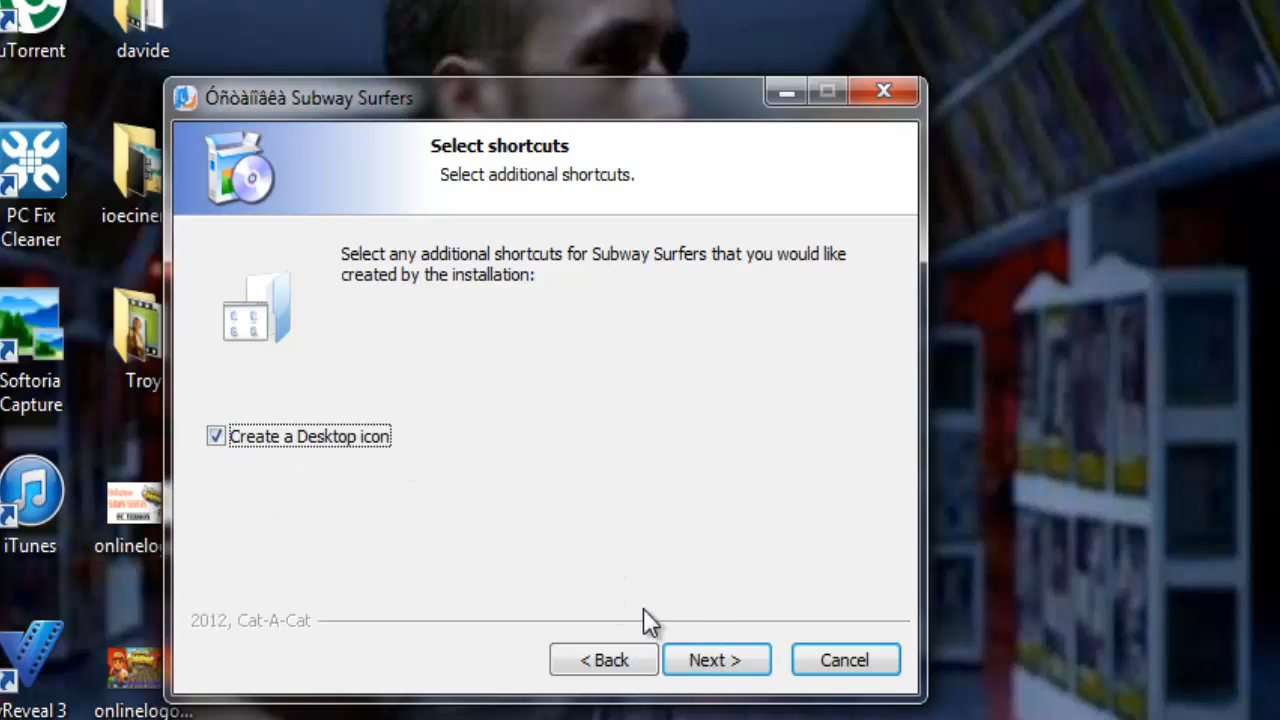 uTorrent
davide
Óñòàíîâêà Subway Surfers
Select shortcuts
Select additional shortcuts.
PC Fix
Cleaner
ioecine
Select any additional shortcuts for Subway Surfers that you would like
created by the installation:
Softoria
Capture
Troy
Create a Desktop icon
iTunes
onlinelo
2012, Cat-A-Cat
< Back
Next >
Cancel
yReveal 3
onlinelogo...